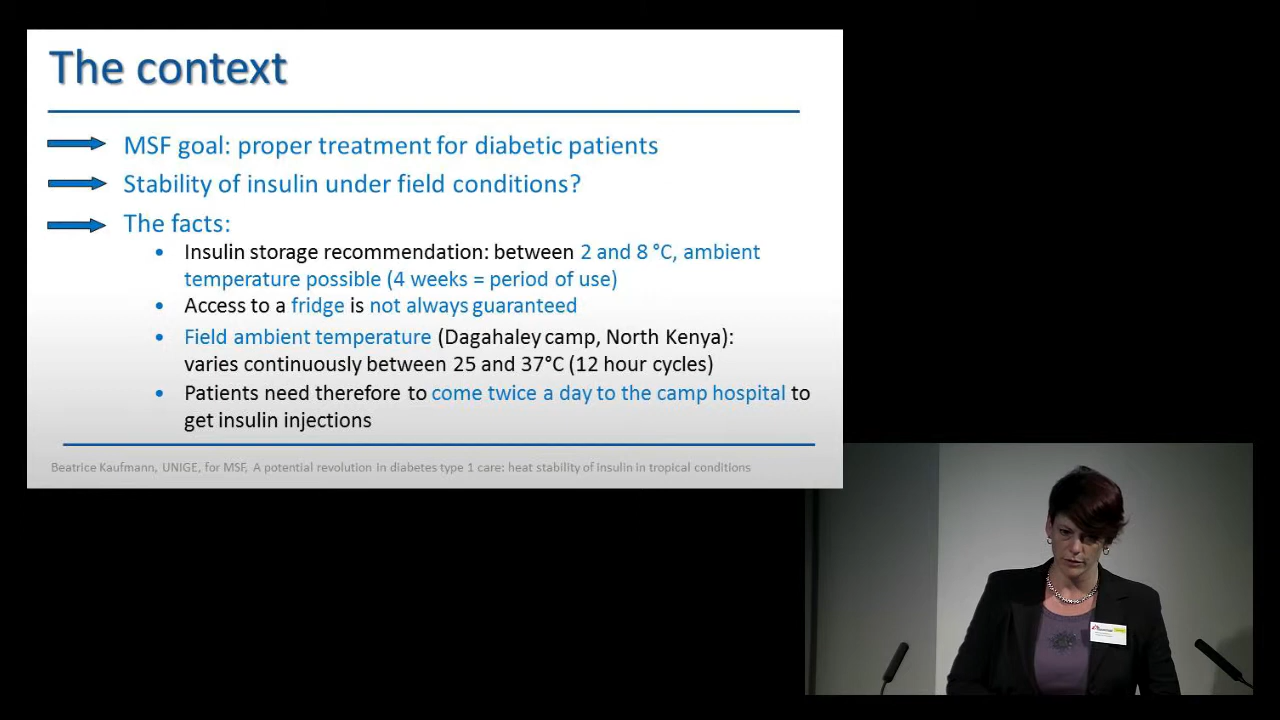 The context
MSF goal: proper treatment for diabetic patients
Stability of insulin under field conditions?
The facts:
• Insulin storage recommendation: between 2 and 8 °C, ambient
temperature possible (4 weeks = period of use)
• Access to a fridge is not always guaranteed
• Field ambient temperature (Dagahaley camp, North Kenya):
varies continuously between 25 and 37°C (12 hour cycles)
• Patients need therefore to come twice a day to the camp hospital to
get insulin injections
Beatrice Kaufmann, UNIGE, for MSF, A potential revolution in diabetes type 1 care: heat stability of insulin in tropical conditions